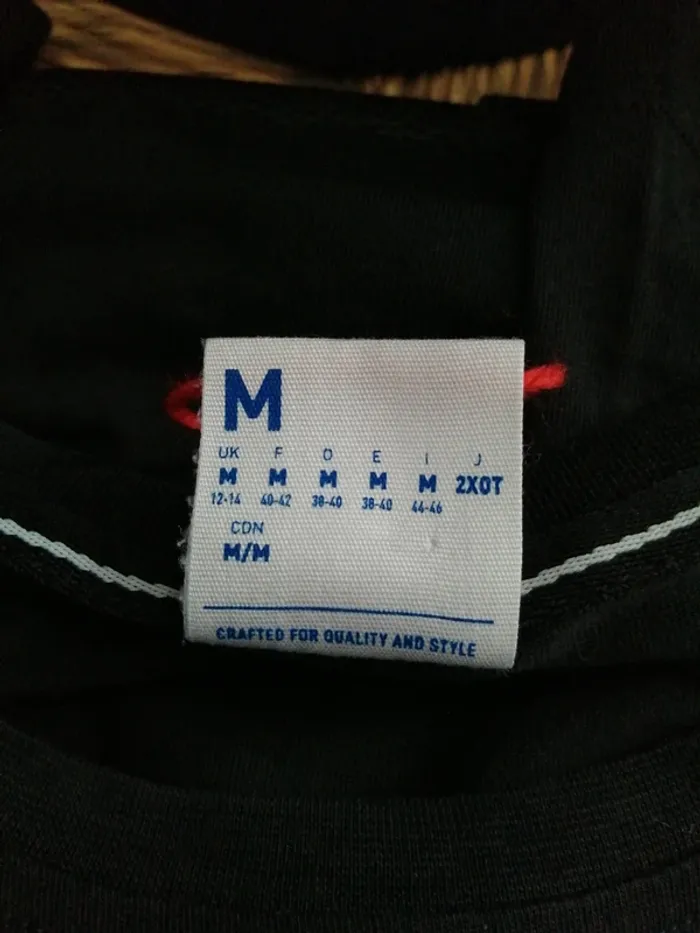 M
UK F D E I J
M M M M M 2XOT
12-14 40-42 38-40 38-40 44-46
CDN
M/M
CRAFTED FOR QUALITY AND STYLE